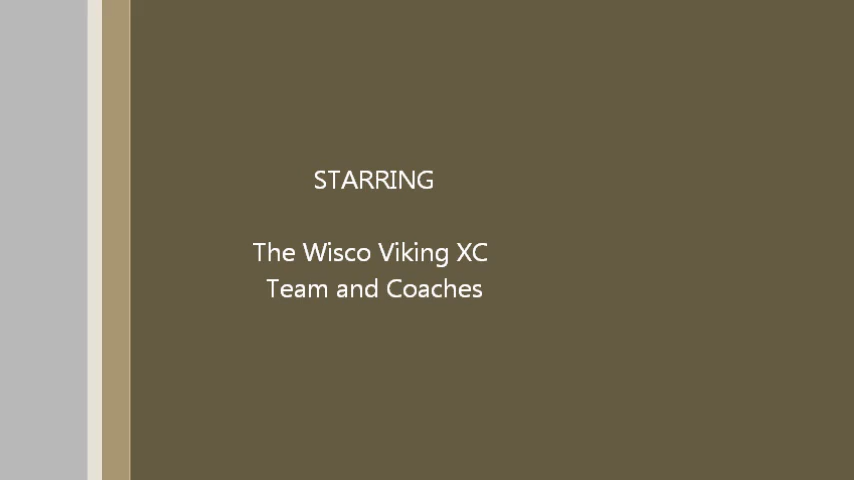 STARRING
The Wisco Viking XC
Team and Coaches